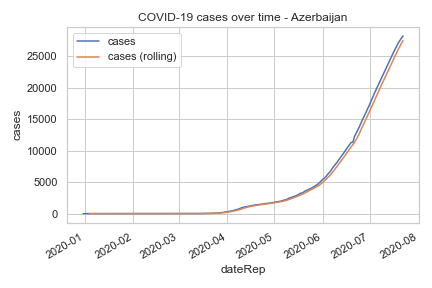 COVID-19 cases over time - Azerbaijan
cases
cases (rolling)
25000
20000
15000
10000
5000
0
cases
2020-01
2020-02
2020-03
2020-04
2020-05
2020-06
2020-07
2020-08
dateRep